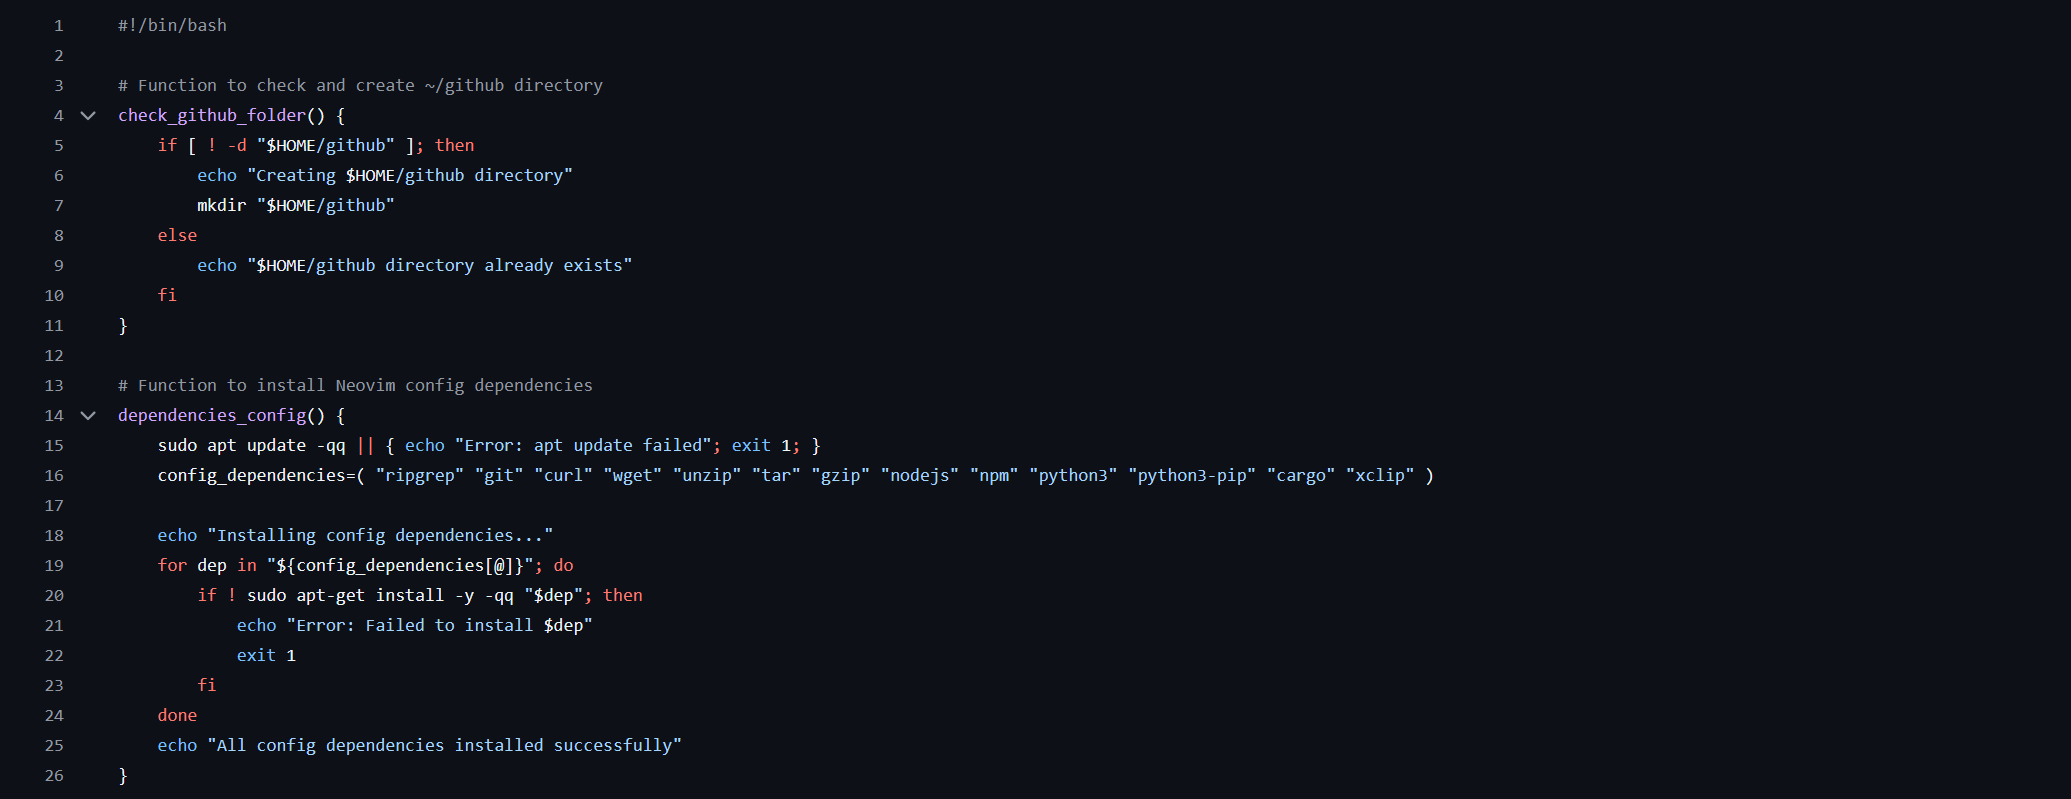 1 #!/bin/bash
2
3 # Function to check and create ~/github directory
4 check_github_folder() {
5     if [ ! -d "$HOME/github" ]; then
6         echo "Creating $HOME/github directory"
7         mkdir "$HOME/github"
8     else
9         echo "$HOME/github directory already exists"
10     fi
11 }
12
13 # Function to install Neovim config dependencies
14 dependencies_config() {
15     sudo apt update -qq || { echo "Error: apt update failed"; exit 1; }
16     config_dependencies=( "ripgrep" "git" "curl" "wget" "unzip" "tar" "gzip" "nodejs" "npm" "python3" "python3-pip" "cargo" "xclip" )
17
18     echo "Installing config dependencies..."
19     for dep in "${config_dependencies[@]}"; do
20         if ! sudo apt-get install -y -qq "$dep"; then
21             echo "Error: Failed to install $dep"
22             exit 1
23         fi
24     done
25     echo "All config dependencies installed successfully"
26 }